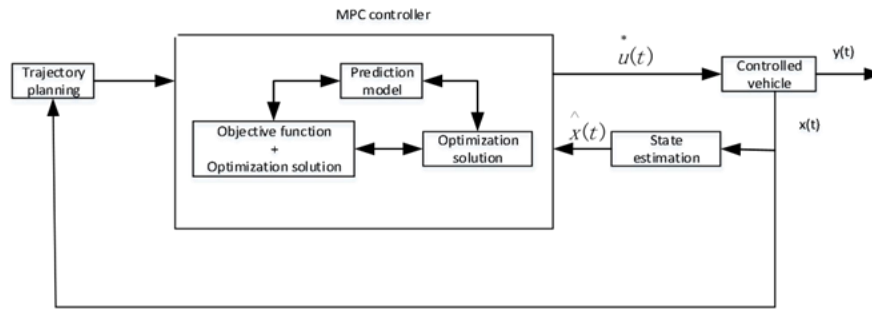 MPC controller
Trajectory
planning
Prediction
model
Objective function
+
Optimization solution
Optimization
solution
u*(t)
x̂(t)
State
estimation
Controlled
vehicle
y(t)
x(t)